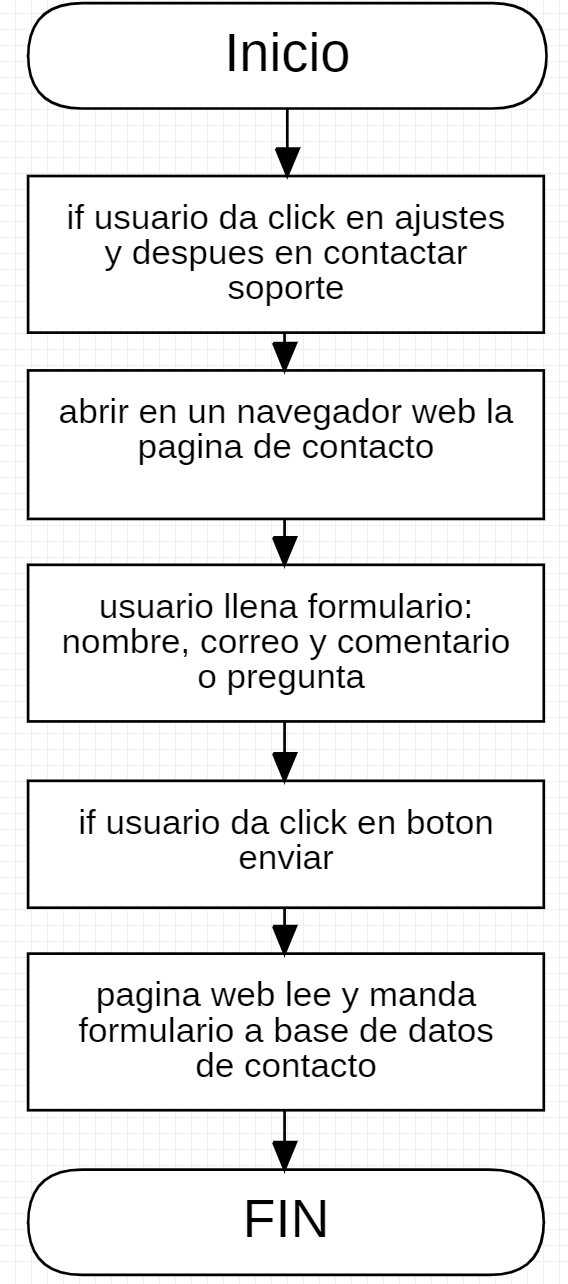 Inicio
if usuario da click en ajustes
y despues en contactar
soporte
abrir en un navegador web la
pagina de contacto
usuario llena formulario:
nombre, correo y comentario
o pregunta
if usuario da click en boton
enviar
pagina web lee y manda
formulario a base de datos
de contacto
FIN